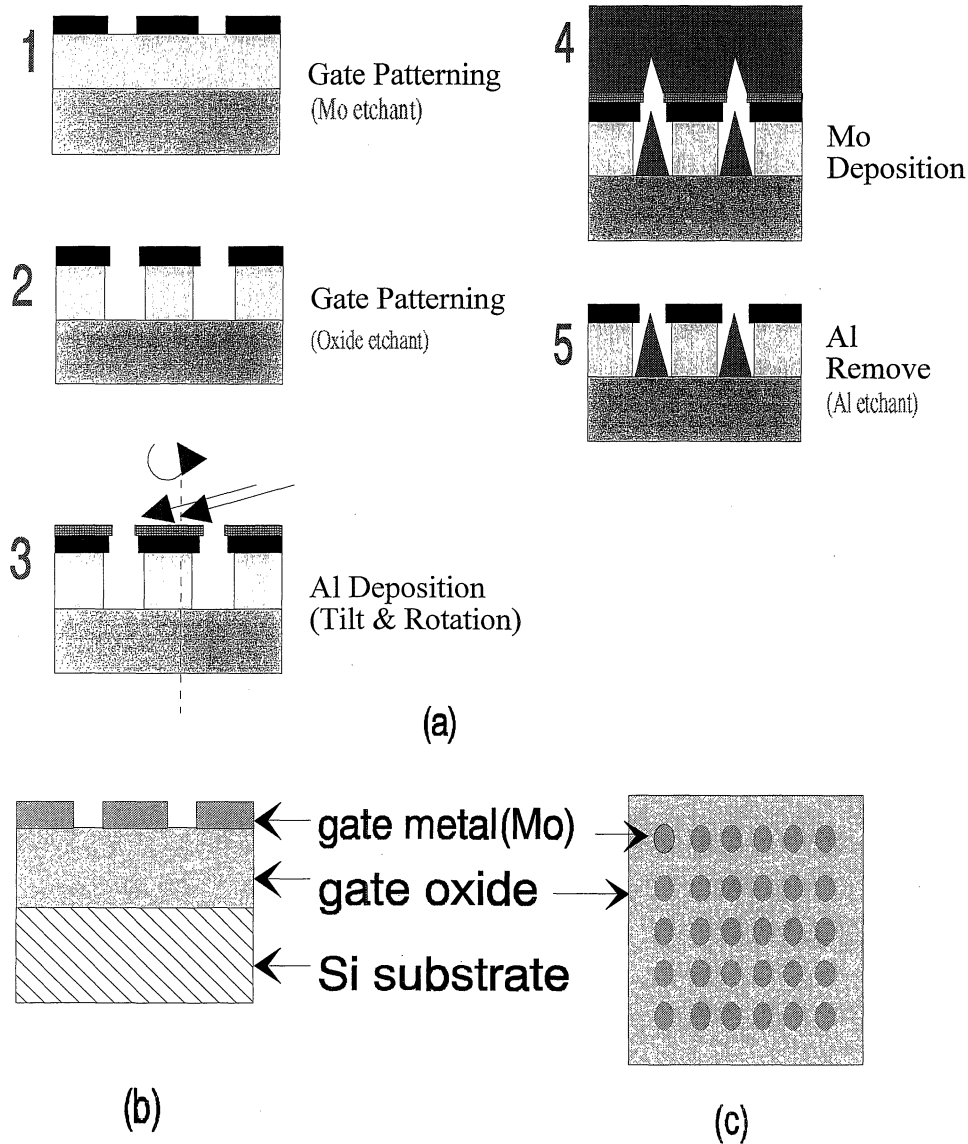 1
Gate Patterning
(Mo etchant)
2
Gate Patterning
(Oxide etchant)
3
Al Deposition
(Tilt & Rotation)
4
Mo
Deposition
5
Al
Remove
(Al etchant)
(a)
gate metal(Mo)
gate oxide
Si substrate
(b)
(c)